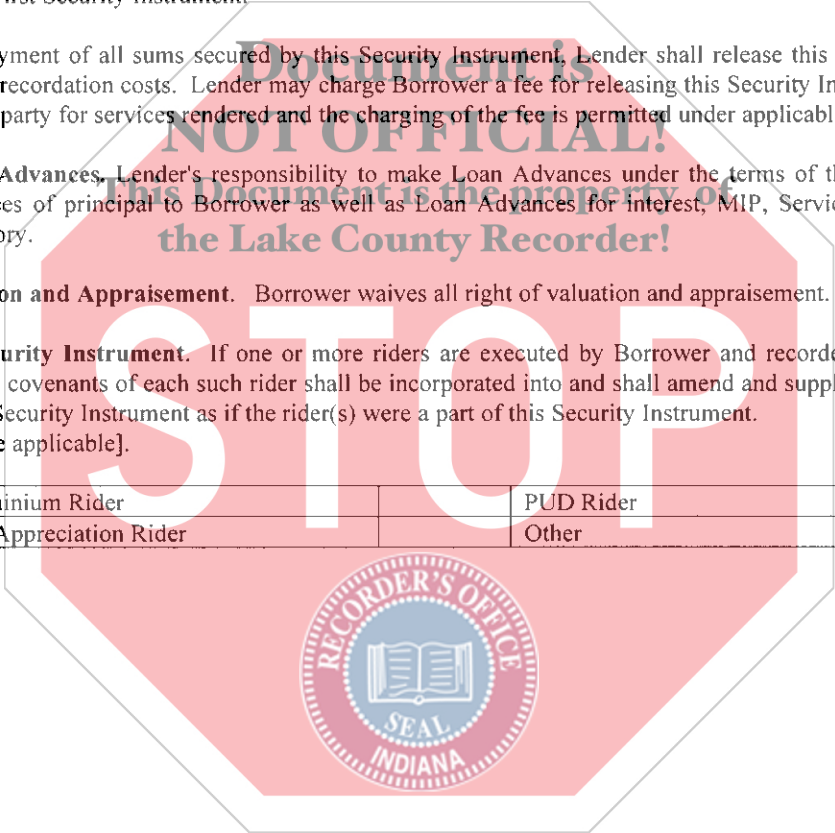 First Security Instrument.
yment of all sums secured by this Security Instrument, Lender shall release this
recordation costs. Lender may charge Borrower a fee for releasing this Security In
party for services rendered and the charging of the fee is permitted under applicabl
Advances. Lender's responsibility to make Loan Advances under the terms of th
es of principal to Borrower as well as Loan Advances for interest, MIP, Servic
ory.
on and Appraisement. Borrower waives all right of valuation and appraisement.
urity Instrument. If one or more riders are executed by Borrower and recorde
covenants of each such rider shall be incorporated into and shall amend and suppl
Security Instrument as if the rider(s) were a part of this Security Instrument.
e applicable].
inium Rider PUD Rider
Appreciation Rider Other
Document is
NOT OFFICIAL!
This Document is the property of
the Lake County Recorder!
STOP
RECORDER'S OFFICE
SEAL
INDIANA